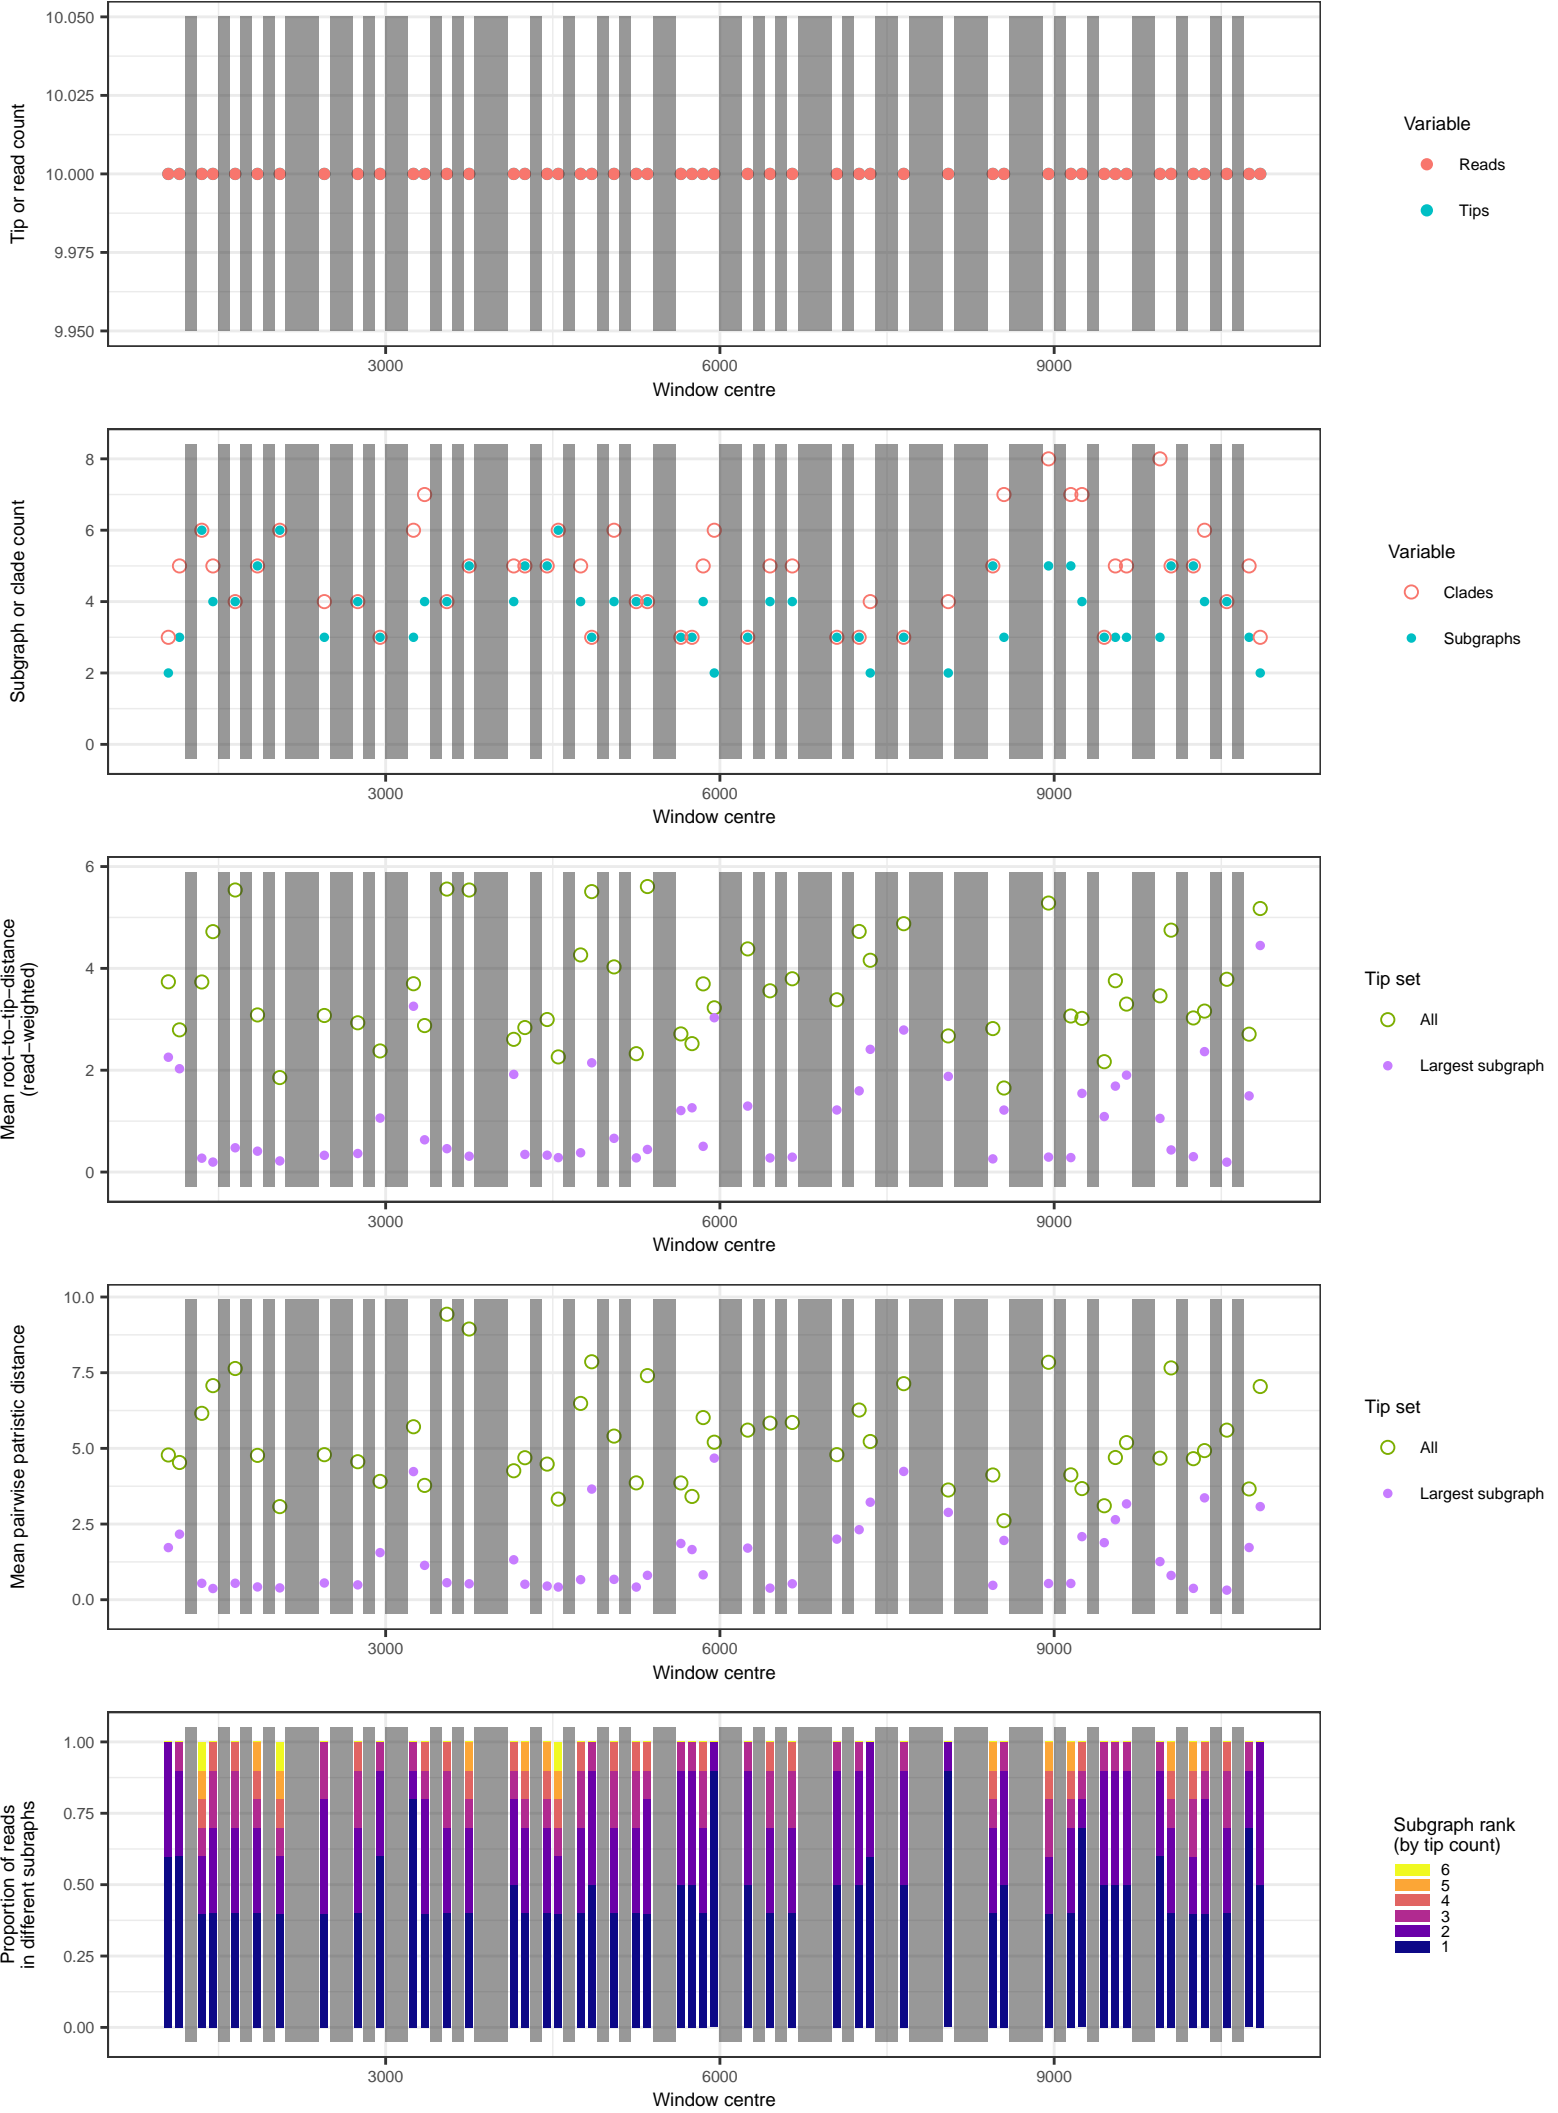 10.050
10.025
10.000
9.975
9.950
Tip or read count
3000 6000 9000
Window centre
Variable
Reads
Tips
8
6
4
2
0
Subgraph or clade count
3000 6000 9000
Window centre
Variable
Clades
Subgraphs
6
4
2
0
Mean root−to−tip−distance
(read−weighted)
3000 6000 9000
Window centre
Tip set
All
Largest subgraph
10.0
7.5
5.0
2.5
0.0
Mean pairwise patristic distance
3000 6000 9000
Window centre
Tip set
All
Largest subgraph
1.00
0.75
0.50
0.25
0.00
Proportion of reads
in different subraphs
3000 6000 9000
Window centre
Subgraph rank
(by tip count)
6
5
4
3
2
1